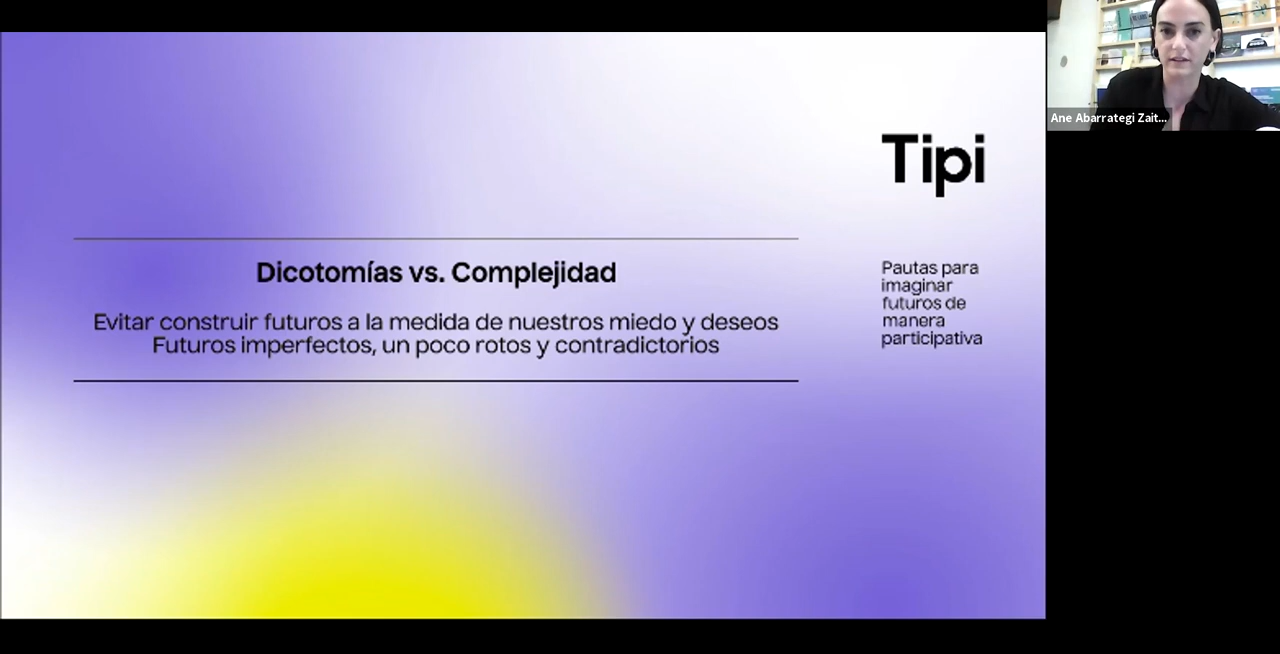 Tipi
Dicotomías vs. Complejidad
Evitar construir futuros a la medida de nuestros miedo y deseos
Futuros imperfectos, un poco rotos y contradictorios
Pautas para
imaginar
futuros de
manera
participativa
Ane Abarrategi Zait...